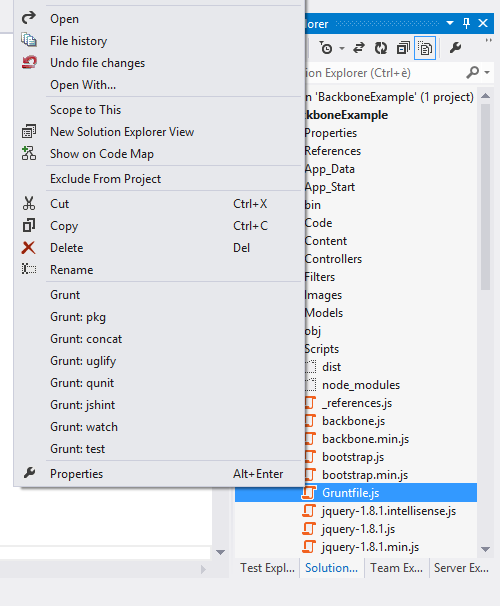 Open
File history
Undo file changes
Open With...
Scope to This
New Solution Explorer View
Show on Code Map
Exclude From Project
Cut Ctrl+X
Copy Ctrl+C
Delete Del
Rename
Grunt
Grunt: pkg
Grunt: concat
Grunt: uglify
Grunt: qunit
Grunt: jshint
Grunt: watch
Grunt: test
Properties Alt+Enter
orer
ion Explorer (Ctrl+è)
n 'BackboneExample' (1 project)
kboneExample
Properties
References
App_Data
App_Start
bin
Code
Content
Controllers
Filters
Images
Models
obj
Scripts
dist
node_modules
_references.js
backbone.js
backbone.min.js
bootstrap.js
bootstrap.min.js
Gruntfile.js
jquery-1.8.1.intellisense.js
jquery-1.8.1.js
jquery-1.8.1.min.js
Test Expl... Solution... Team Ex... Server Ex...